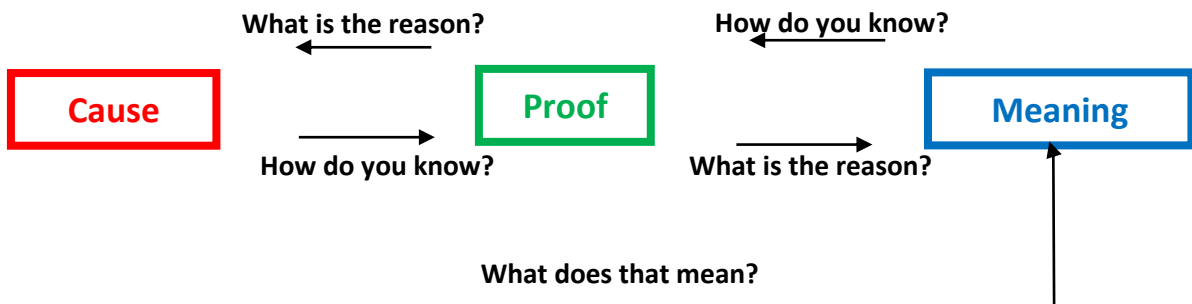 What is the reason?
How do you know?
Cause
Proof
Meaning
How do you know?
What is the reason?
What does that mean?